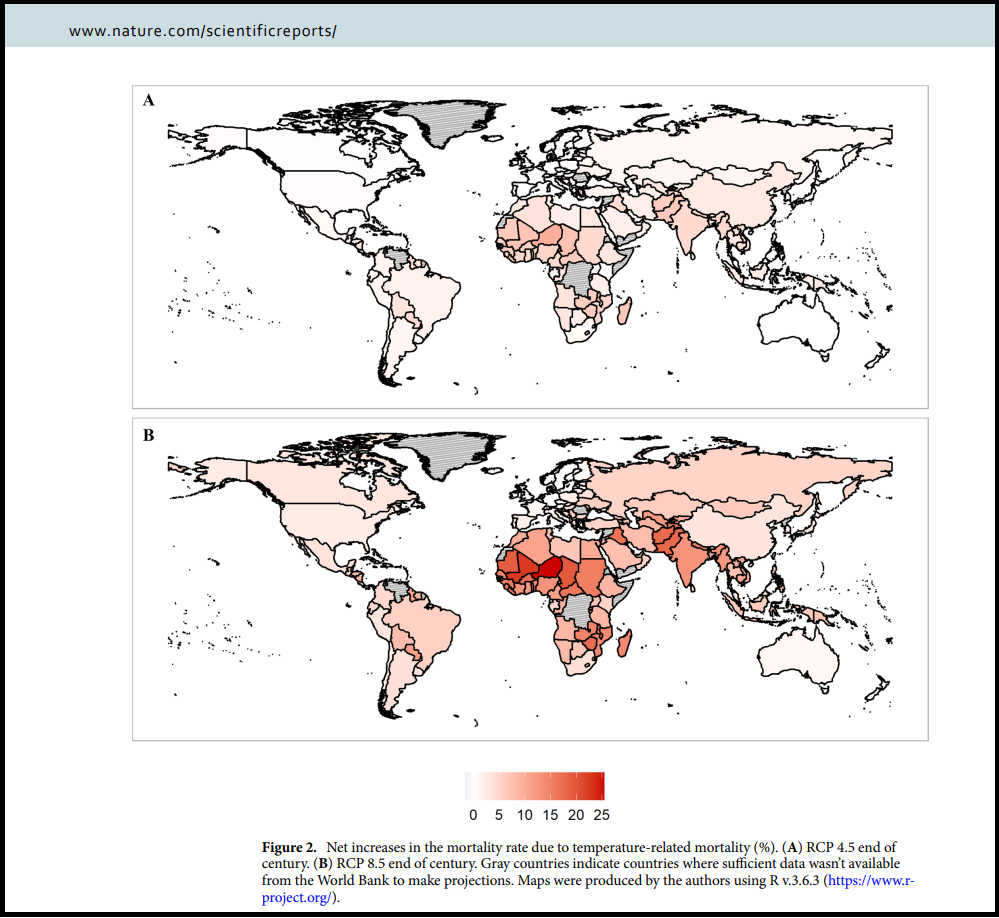 www.nature.com/scientificreports/
A
B
0 5 10 15 20 25
Figure 2. Net increases in the mortality rate due to temperature-related mortality (%). (A) RCP 4.5 end of
century. (B) RCP 8.5 end of century. Gray countries indicate countries where sufficient data wasn't available
from the World Bank to make projections. Maps were produced by the authors using R v.3.6.3 (https://www.r-
project.org/).